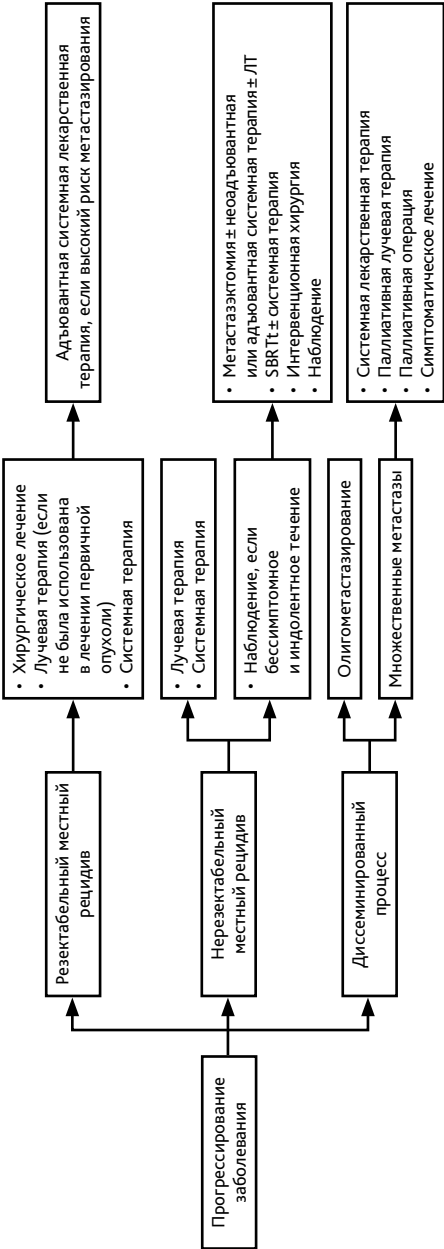 Прогрессирование
заболевания
Резектабельный местный
рецидив
Нерезектабельный
местный рецидив
Диссеминированный
процесс
• Хирургическое лечение
• Лучевая терапия (если
не была использована
в лечении первичной
опухоли)
• Системная терапия
• Лучевая терапия
• Системная терапия
• Наблюдение, если
бессимптомное
и индолентное течение
Олигометастазирование
Множественные метастазы
Адъювантная системная лекарственная
терапия, если высокий риск метастазирования
• Метастазэктомия ± неоадъювантная
или адъювантная системная терапия ± ЛТ
• SBRTt ± системная терапия
• Интервенционная хирургия
• Наблюдение
• Системная лекарственная терапия
• Паллиативная лучевая терапия
• Паллиативная операция
• Симптоматическое лечение